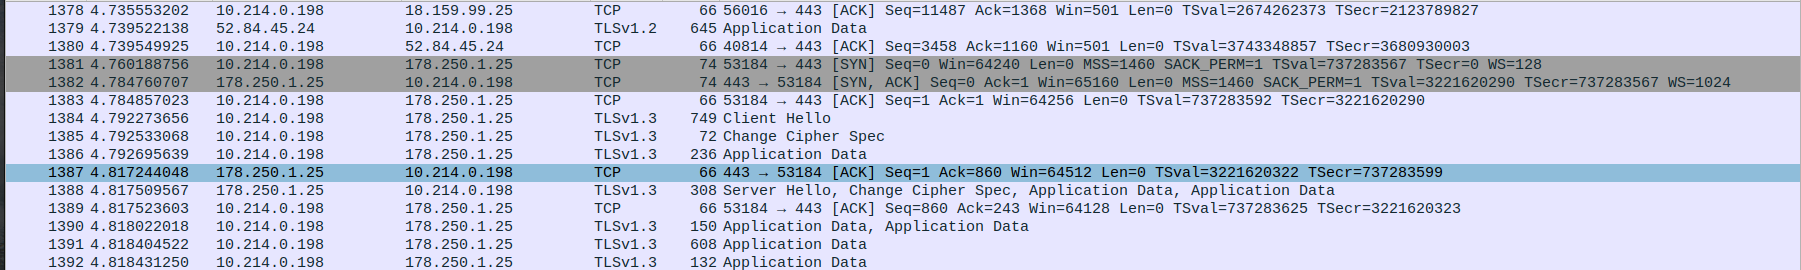 1378 4.735553202 10.214.0.198 18.159.99.25 TCP 66 56016 → 443 [ACK] Seq=11487 Ack=1368 Win=501 Len=0 TSval=2674262373 TSecr=2123789827
1379 4.739522138 52.84.45.24 10.214.0.198 TLSv1.2 645 Application Data
1380 4.739549925 10.214.0.198 52.84.45.24 TCP 66 40814 → 443 [ACK] Seq=3458 Ack=1160 Win=501 Len=0 TSval=3743348857 TSecr=3680930003
1381 4.760188756 10.214.0.198 178.250.1.25 TCP 74 53184 → 443 [SYN] Seq=0 Win=64240 Len=0 MSS=1460 SACK_PERM=1 TSval=737283567 TSecr=0 WS=128
1382 4.784760707 178.250.1.25 10.214.0.198 TCP 74 443 → 53184 [SYN, ACK] Seq=0 Ack=1 Win=65160 Len=0 MSS=1460 SACK_PERM=1 TSval=3221620290 TSecr=737283567 WS=1024
1383 4.784857023 10.214.0.198 178.250.1.25 TCP 66 53184 → 443 [ACK] Seq=1 Ack=1 Win=64256 Len=0 TSval=737283592 TSecr=3221620290
1384 4.792273656 10.214.0.198 178.250.1.25 TLSv1.3 749 Client Hello
1385 4.792533068 10.214.0.198 178.250.1.25 TLSv1.3 72 Change Cipher Spec
1386 4.792695639 10.214.0.198 178.250.1.25 TLSv1.3 236 Application Data
1387 4.817244048 178.250.1.25 10.214.0.198 TCP 66 443 → 53184 [ACK] Seq=1 Ack=860 Win=64512 Len=0 TSval=3221620322 TSecr=737283599
1388 4.817509567 178.250.1.25 10.214.0.198 TLSv1.3 308 Server Hello, Change Cipher Spec, Application Data, Application Data
1389 4.817523603 10.214.0.198 178.250.1.25 TCP 66 53184 → 443 [ACK] Seq=860 Ack=243 Win=64128 Len=0 TSval=737283625 TSecr=3221620323
1390 4.818022018 10.214.0.198 178.250.1.25 TLSv1.3 150 Application Data, Application Data
1391 4.818404522 10.214.0.198 178.250.1.25 TLSv1.3 608 Application Data
1392 4.818431250 10.214.0.198 178.250.1.25 TLSv1.3 132 Application Data